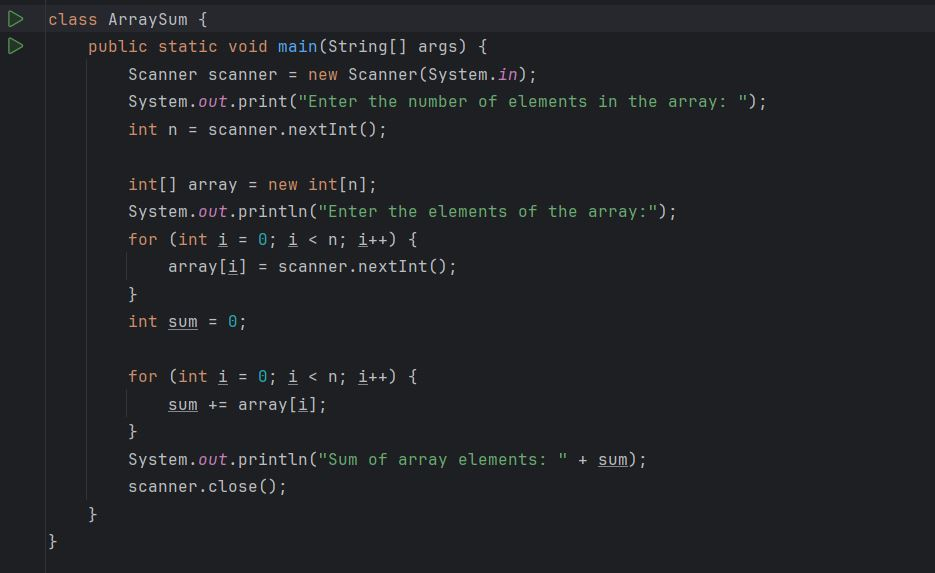 class ArraySum {
    public static void main(String[] args) {
        Scanner scanner = new Scanner(System.in);
        System.out.print("Enter the number of elements in the array: ");
        int n = scanner.nextInt();

        int[] array = new int[n];
        System.out.println("Enter the elements of the array:");
        for (int i = 0; i < n; i++) {
            array[i] = scanner.nextInt();
        }
        int sum = 0;

        for (int i = 0; i < n; i++) {
            sum += array[i];
        }
        System.out.println("Sum of array elements: " + sum);
        scanner.close();
    }
}